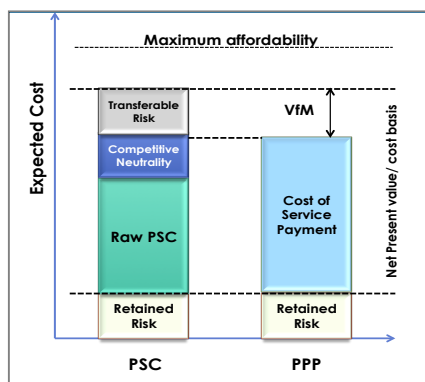 Maximum affordability
Expected Cost
Transferable
Risk
VfM
Competitive
Neutrality
Net Present value/ cost basis
Cost of
Service
Payment
Raw PSC
Retained
Risk
Retained
Risk
PSC
PPP